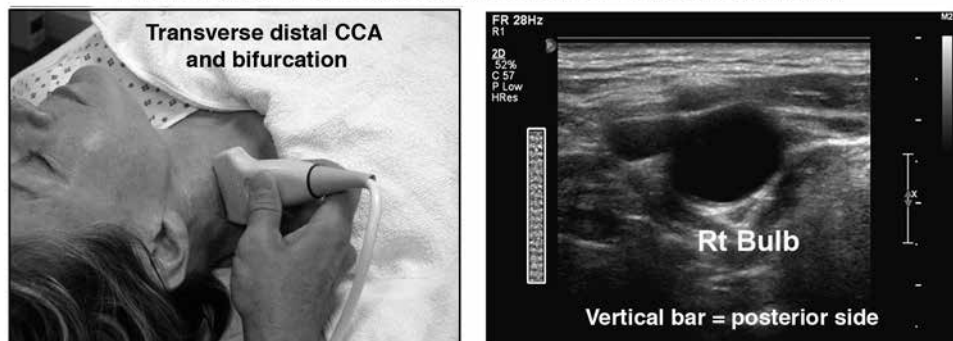 Transverse distal CCA
and bifurcation
FR 28Hz
R1
2D
52%
C 57
P Low
HRes
M2
x
Rt Bulb
Vertical bar = posterior side